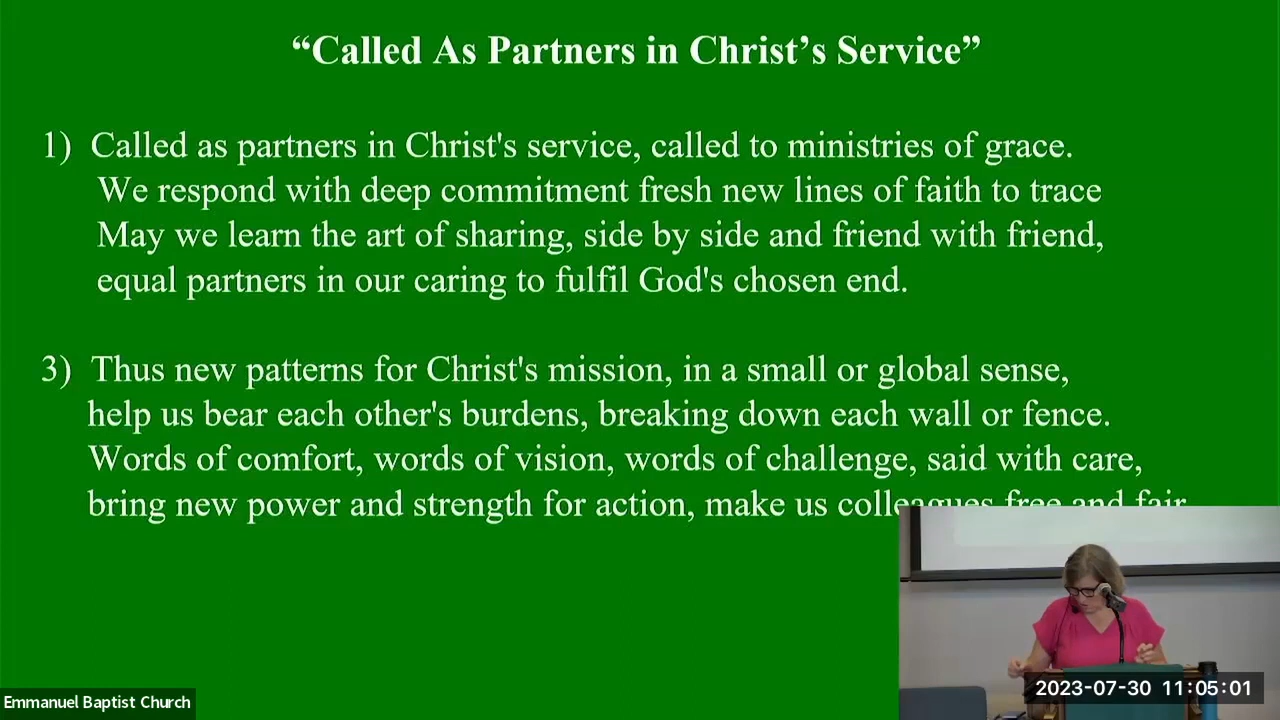 “Called As Partners in Christ’s Service”
1) Called as partners in Christ's service, called to ministries of grace.
We respond with deep commitment fresh new lines of faith to trace
May we learn the art of sharing, side by side and friend with friend,
equal partners in our caring to fulfil God's chosen end.
3) Thus new patterns for Christ's mission, in a small or global sense,
help us bear each other's burdens, breaking down each wall or fence.
Words of comfort, words of vision, words of challenge, said with care,
bring new power and strength for action, make us colleagues free and fair
2023-07-30 11:05:01
Emmanuel Baptist Church